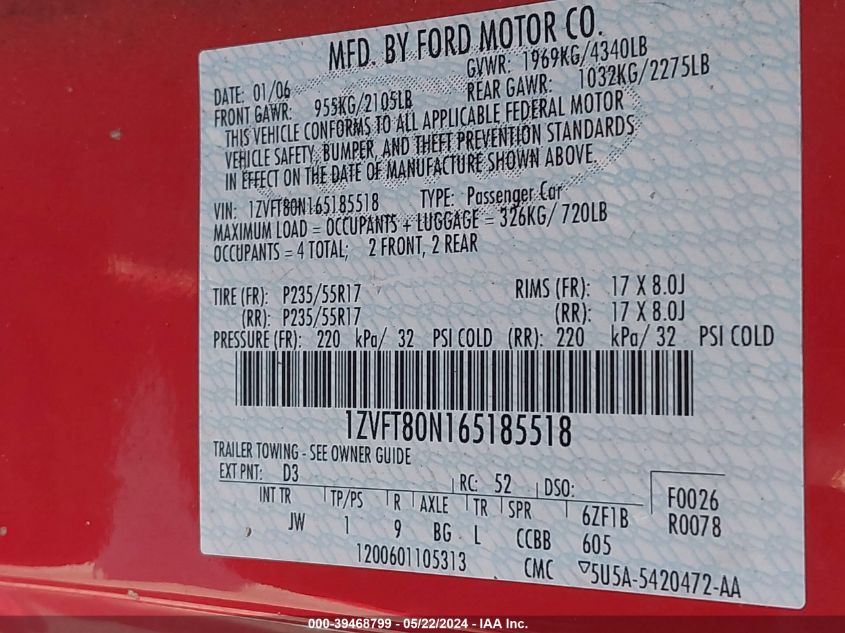 MFD. BY FORD MOTOR CO.
DATE: 01/06 GVWR: 1969KG/4340LB
FRONT GAWR: 955KG/2105LB REAR GAWR: 1032KG/2275LB
THIS VEHICLE CONFORMS TO ALL APPLICABLE FEDERAL MOTOR
VEHICLE SAFETY, BUMPER, AND THEFT PREVENTION STANDARDS
IN EFFECT ON THE DATE OF MANUFACTURE SHOWN ABOVE.
VIN: 1ZVFT80N165185518 TYPE: Passenger Car
MAXIMUM LOAD = OCCUPANTS + LUGGAGE = 326KG/ 720LB
OCCUPANTS = 4 TOTAL; 2 FRONT, 2 REAR
TIRE (FR): P235/55R17 RIMS (FR): 17 X 8.0J
(RR): P235/55R17 (RR): 17 X 8.0J
PRESSURE (FR): 220 kPa/ 32 PSI COLD (RR): 220 kPa/ 32 PSI COLD
1ZVFT80N165185518
TRAILER TOWING - SEE OWNER GUIDE
EXT PNT: D3 RC: 52 DSO: F0026
INT TR TP/PS R AXLE TR SPR 6ZF1B R0078
JW 1 9 BG L CCBB 605
1200601105313 CMC ▽5U5A-5420472-AA
000-39468799 - 05/22/2024 - IAA Inc.